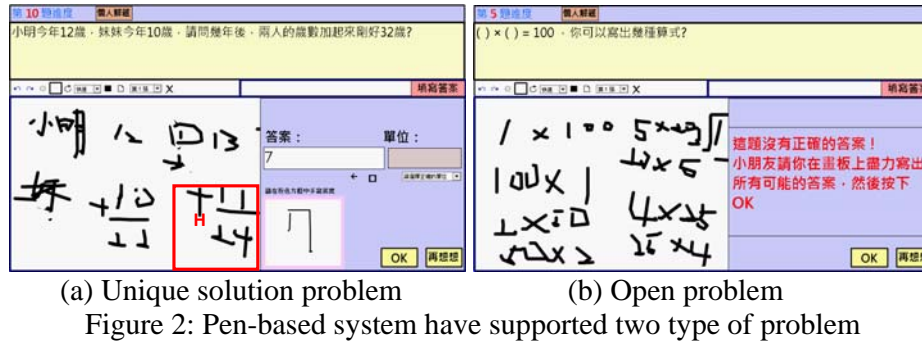 第 10 題進度 個人解題
小明今年12歲，妹妹今年10歲，請問幾年後，兩人的歲數加起來剛好32歲?
填寫答案
小明 12 13
+10 +11
22 24
H
答案：
單位：
7
OK 再想想
第 5 題進度 個人解題
( ) × ( ) = 100 ，你可以寫出幾種算式?
填寫答
1 × 100
100 × 1
2 × 50
50 × 2
4 × 25
25 × 4
這題沒有正確的答案！
小朋友請你在畫板上盡力寫出
所有可能的答案，然後按下
OK
OK 再想
(a) Unique solution problem
(b) Open problem
Figure 2: Pen-based system have supported two type of problem